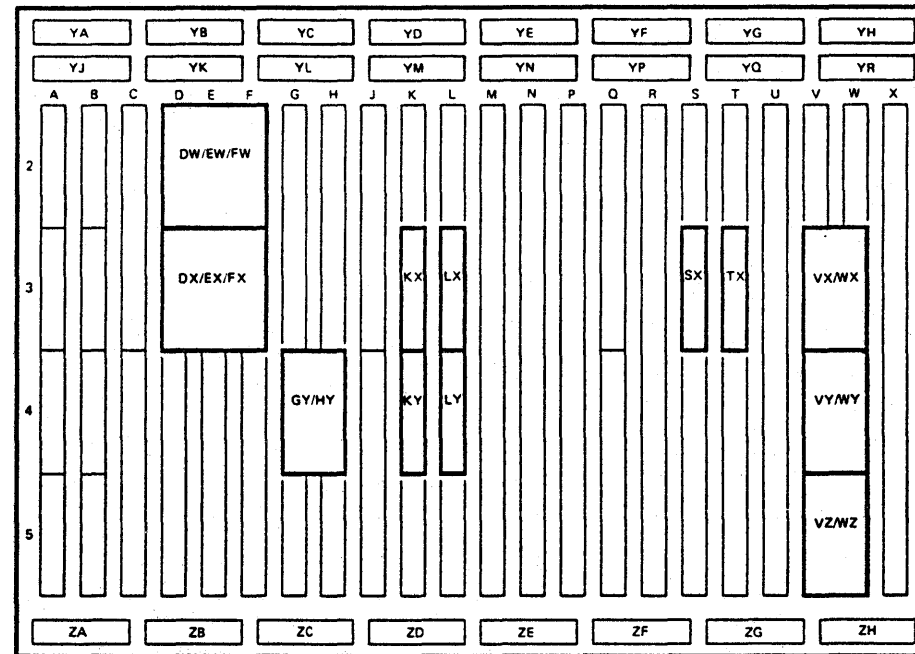 YA YB YC YD YE YF YG YH
YJ YK YL YM YN YP YQ YR
A B C D E F G H J K L M N P Q R S T U V W X
2 DW/EW/FW
3 DX/EX/FX KX LX SX TX VX/WX
4 GY/HY KY LY VY/WY
5 VZ/WZ
ZA ZB ZC ZD ZE ZF ZG ZH